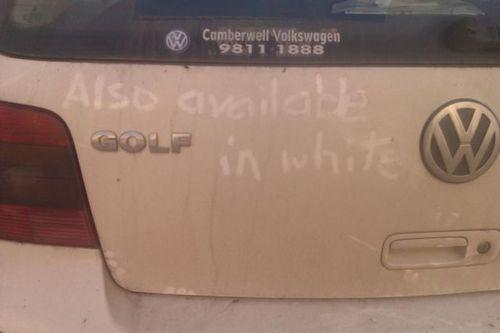 Camberwell Volkswagen
9811 1888
Also available
GOLF
in white